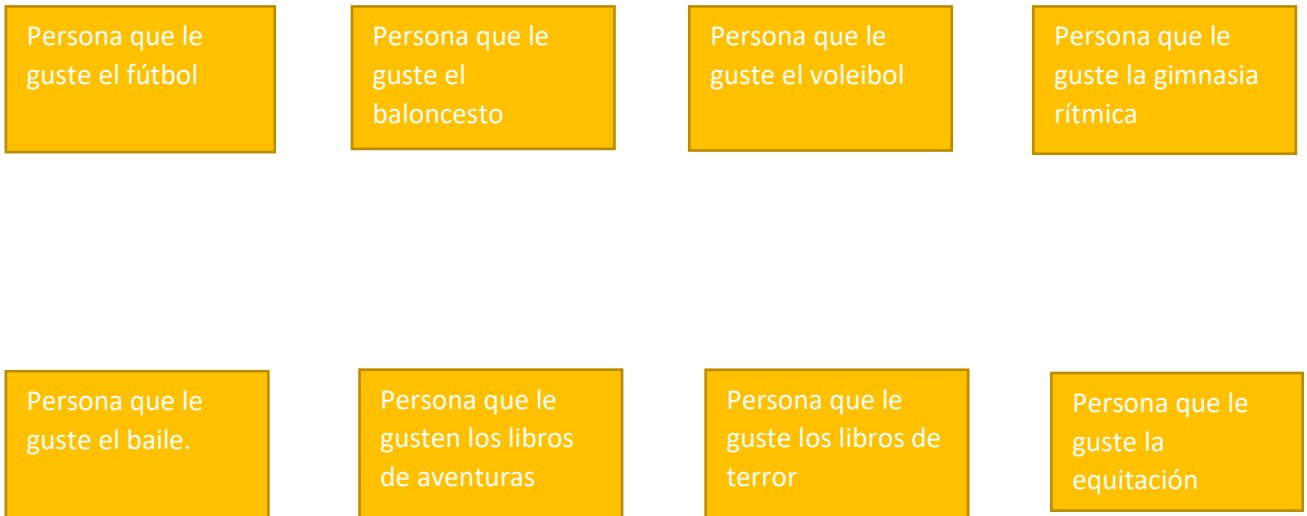 Persona que le
guste el fútbol
Persona que le
guste el
baloncesto
Persona que le
guste el voleibol
Persona que le
guste la gimnasia
rítmica
Persona que le
guste el baile.
Persona que le
gusten los libros
de aventuras
Persona que le
guste los libros de
terror
Persona que le
guste la
equitación